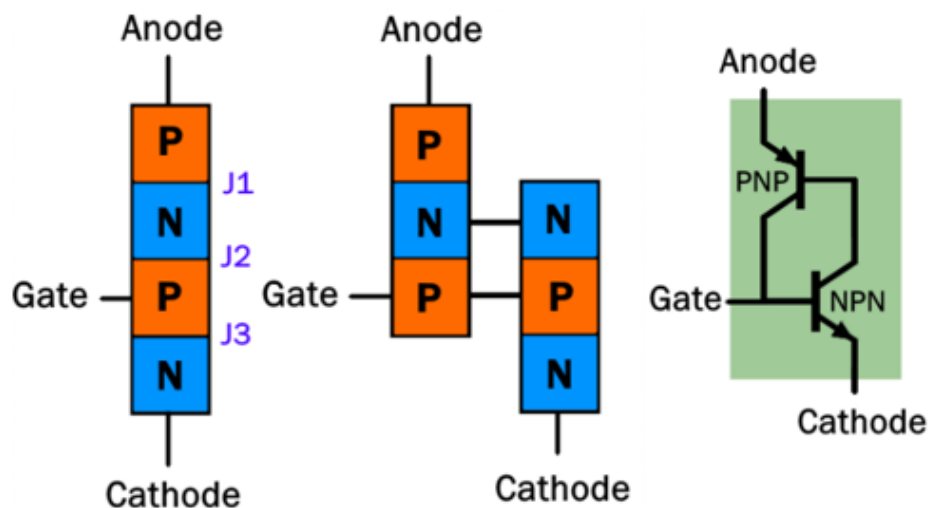 Anode
P
J1
N
J2
Gate
P
J3
N
Cathode
Anode
P
N
N
Gate
P
P
N
Cathode
Anode
PNP
Gate
NPN
Cathode